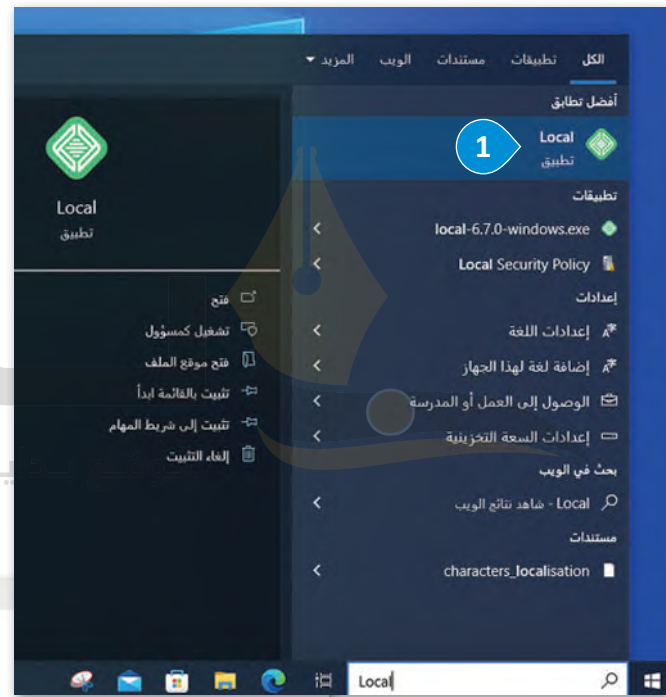 الكل تطبيقات مستندات الويب المزيد
أفضل تطابق
Local
تطبيق
1
تطبيقات
local-6.7.0-windows.exe
Local Security Policy
إعدادات
إعدادات اللغة
إضافة لغة لهذا الجهاز
الوصول إلى العمل أو المدرسة
إعدادات السعة التخزينية
بحث في الويب
Local - شاهد نتائج الويب
مستندات
characters_localisation
Local
تطبيق
فتح
تشغيل كمسؤول
فتح موقع الملف
تثبيت بالقائمة ابدأ
تثبيت إلى شريط المهام
إلغاء التثبيت
Local